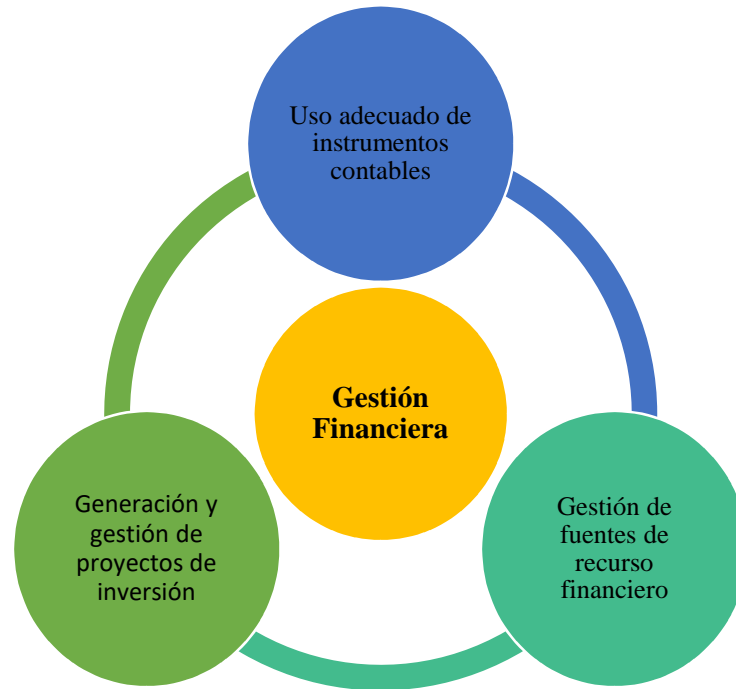 Uso adecuado de
instrumentos
contables
Gestión
Financiera
Generación y
gestión de
proyectos de
inversión
Gestión de
fuentes de
recurso
financiero